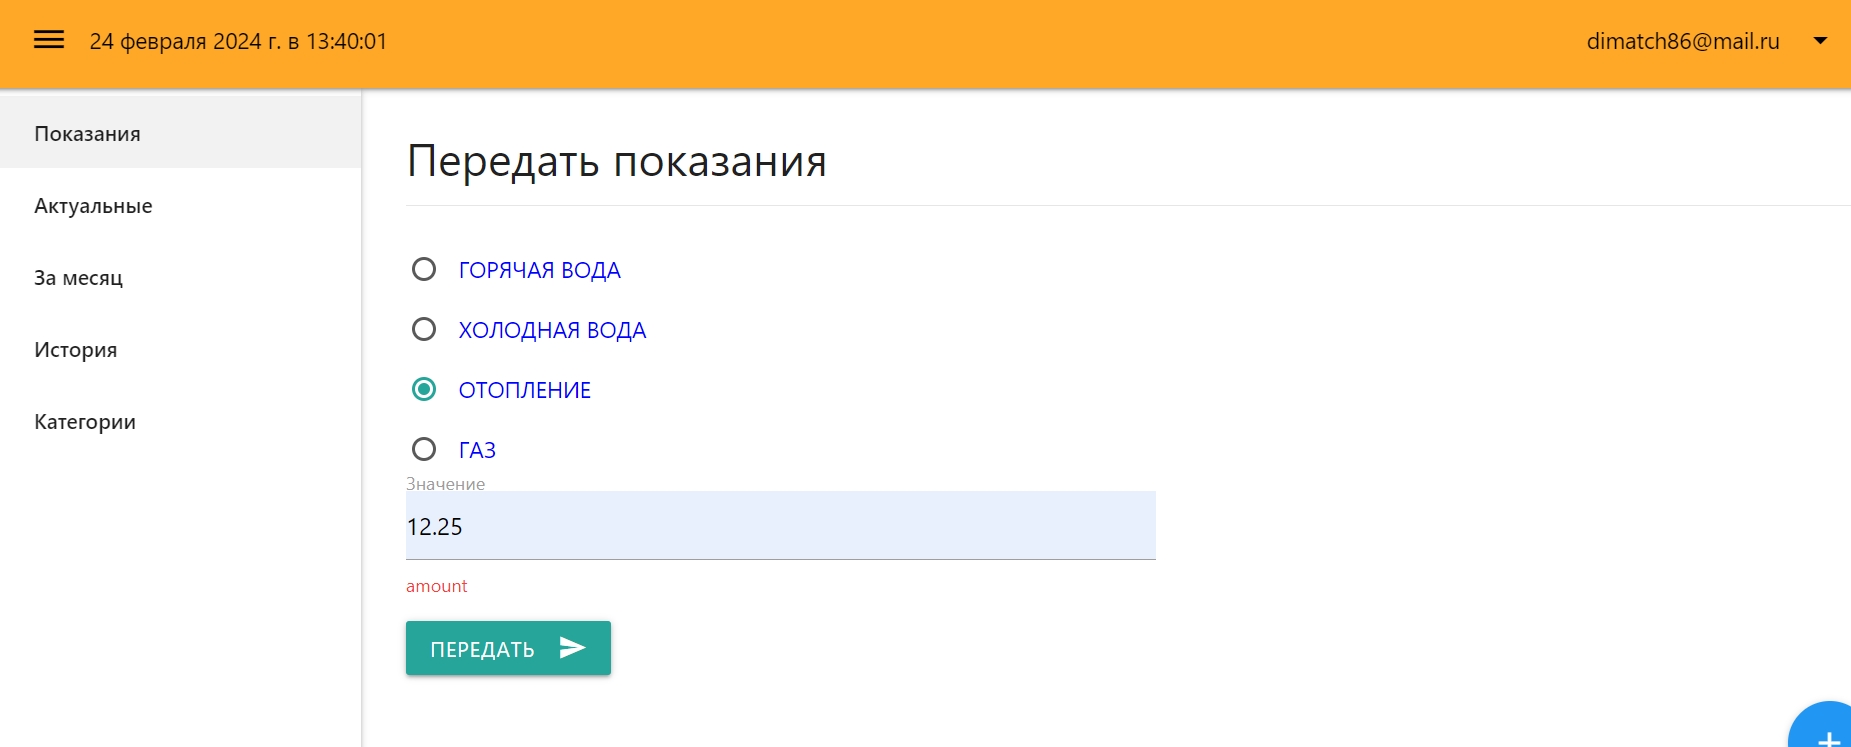 24 февраля 2024 г. в 13:40:01
dimatch86@mail.ru
Показания
Актуальные
За месяц
История
Категории
Передать показания
ГОРЯЧАЯ ВОДА
ХОЛОДНАЯ ВОДА
ОТОПЛЕНИЕ
ГАЗ
Значение
12.25
amount
ПЕРЕДАТЬ